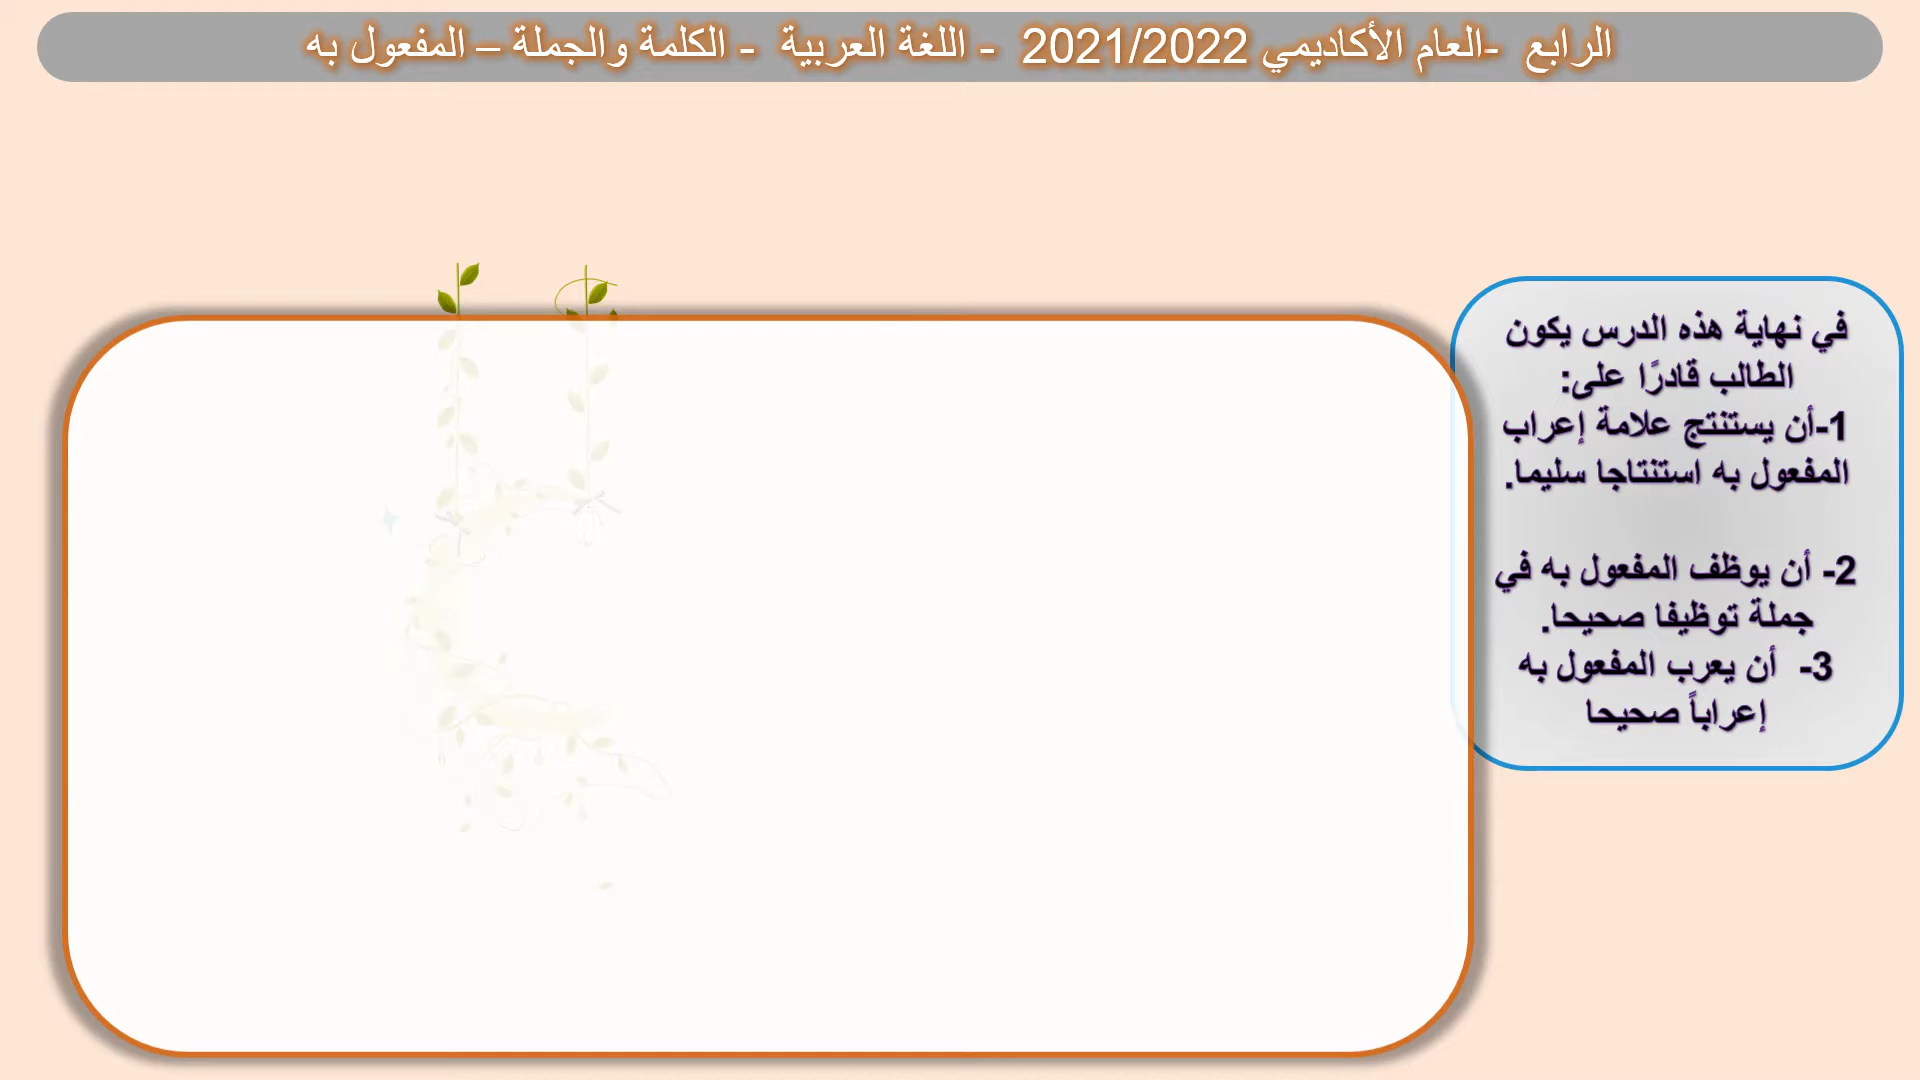 الرابع -العام الأكاديمي 2021/2022 - اللغة العربية - الكلمة والجملة – المفعول به
في نهاية هذه الدرس يكون
الطالب قادرًا على:
1-أن يستنتج علامة إعراب
المفعول به استنتاجا سليما.
2- أن يوظف المفعول به في
جملة توظيفا صحيحا.
3- أن يعرب المفعول به
إعراباً صحيحا